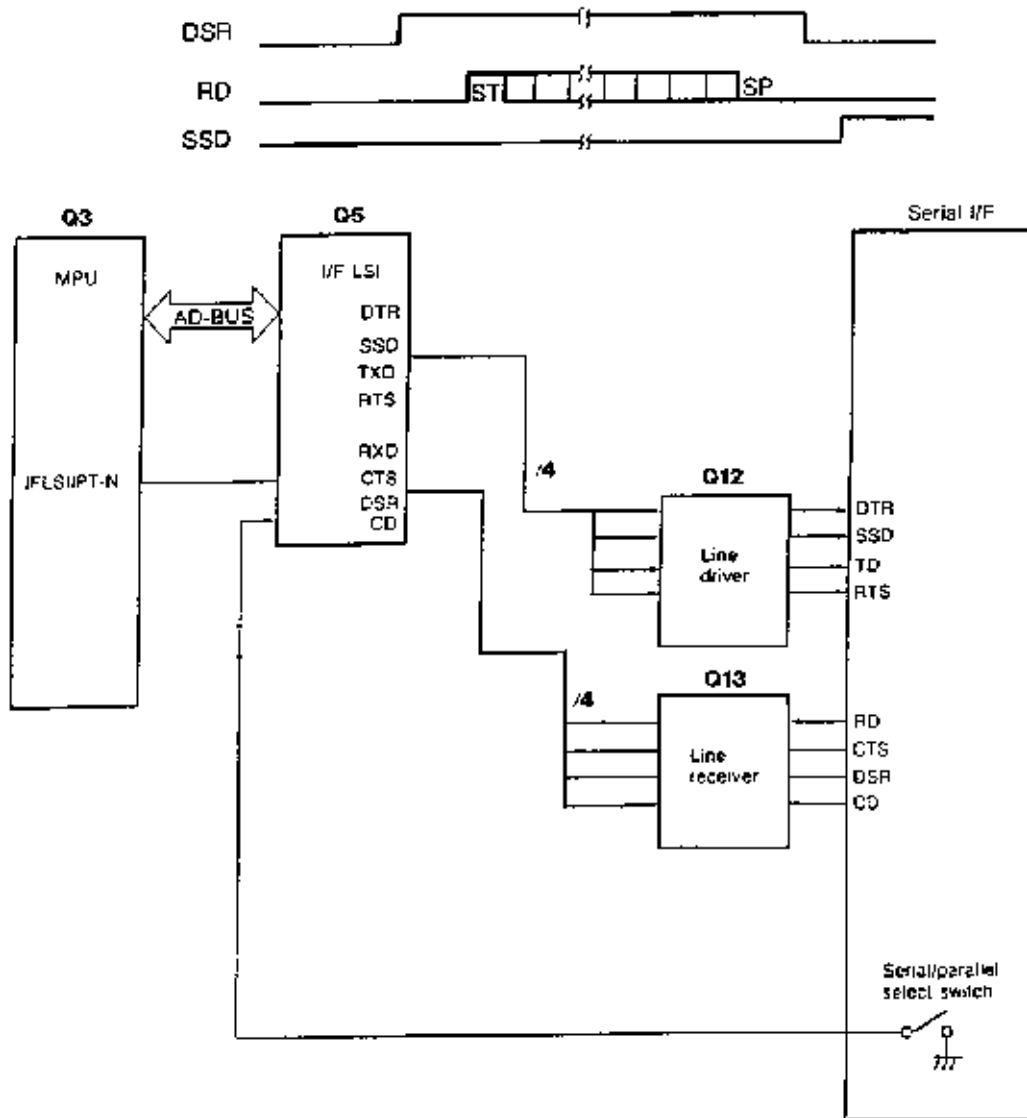 DSR
RD
ST
SP
SSD
Q3
Q5
Serial I/F
MPU
I/F LSI
AD-BUS
DTR
SSD
TXD
RTS
RXD
CTS
DSR
CD
/4
Q12
Line
driver
DTR
SSD
TD
RTS
/4
Q13
Line
receiver
RD
CTS
DSR
CD
Serial/parallel
select switch